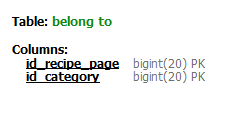 Table: belong to
Columns:
id_recipe_page bigint(20) PK
id_category bigint(20) PK